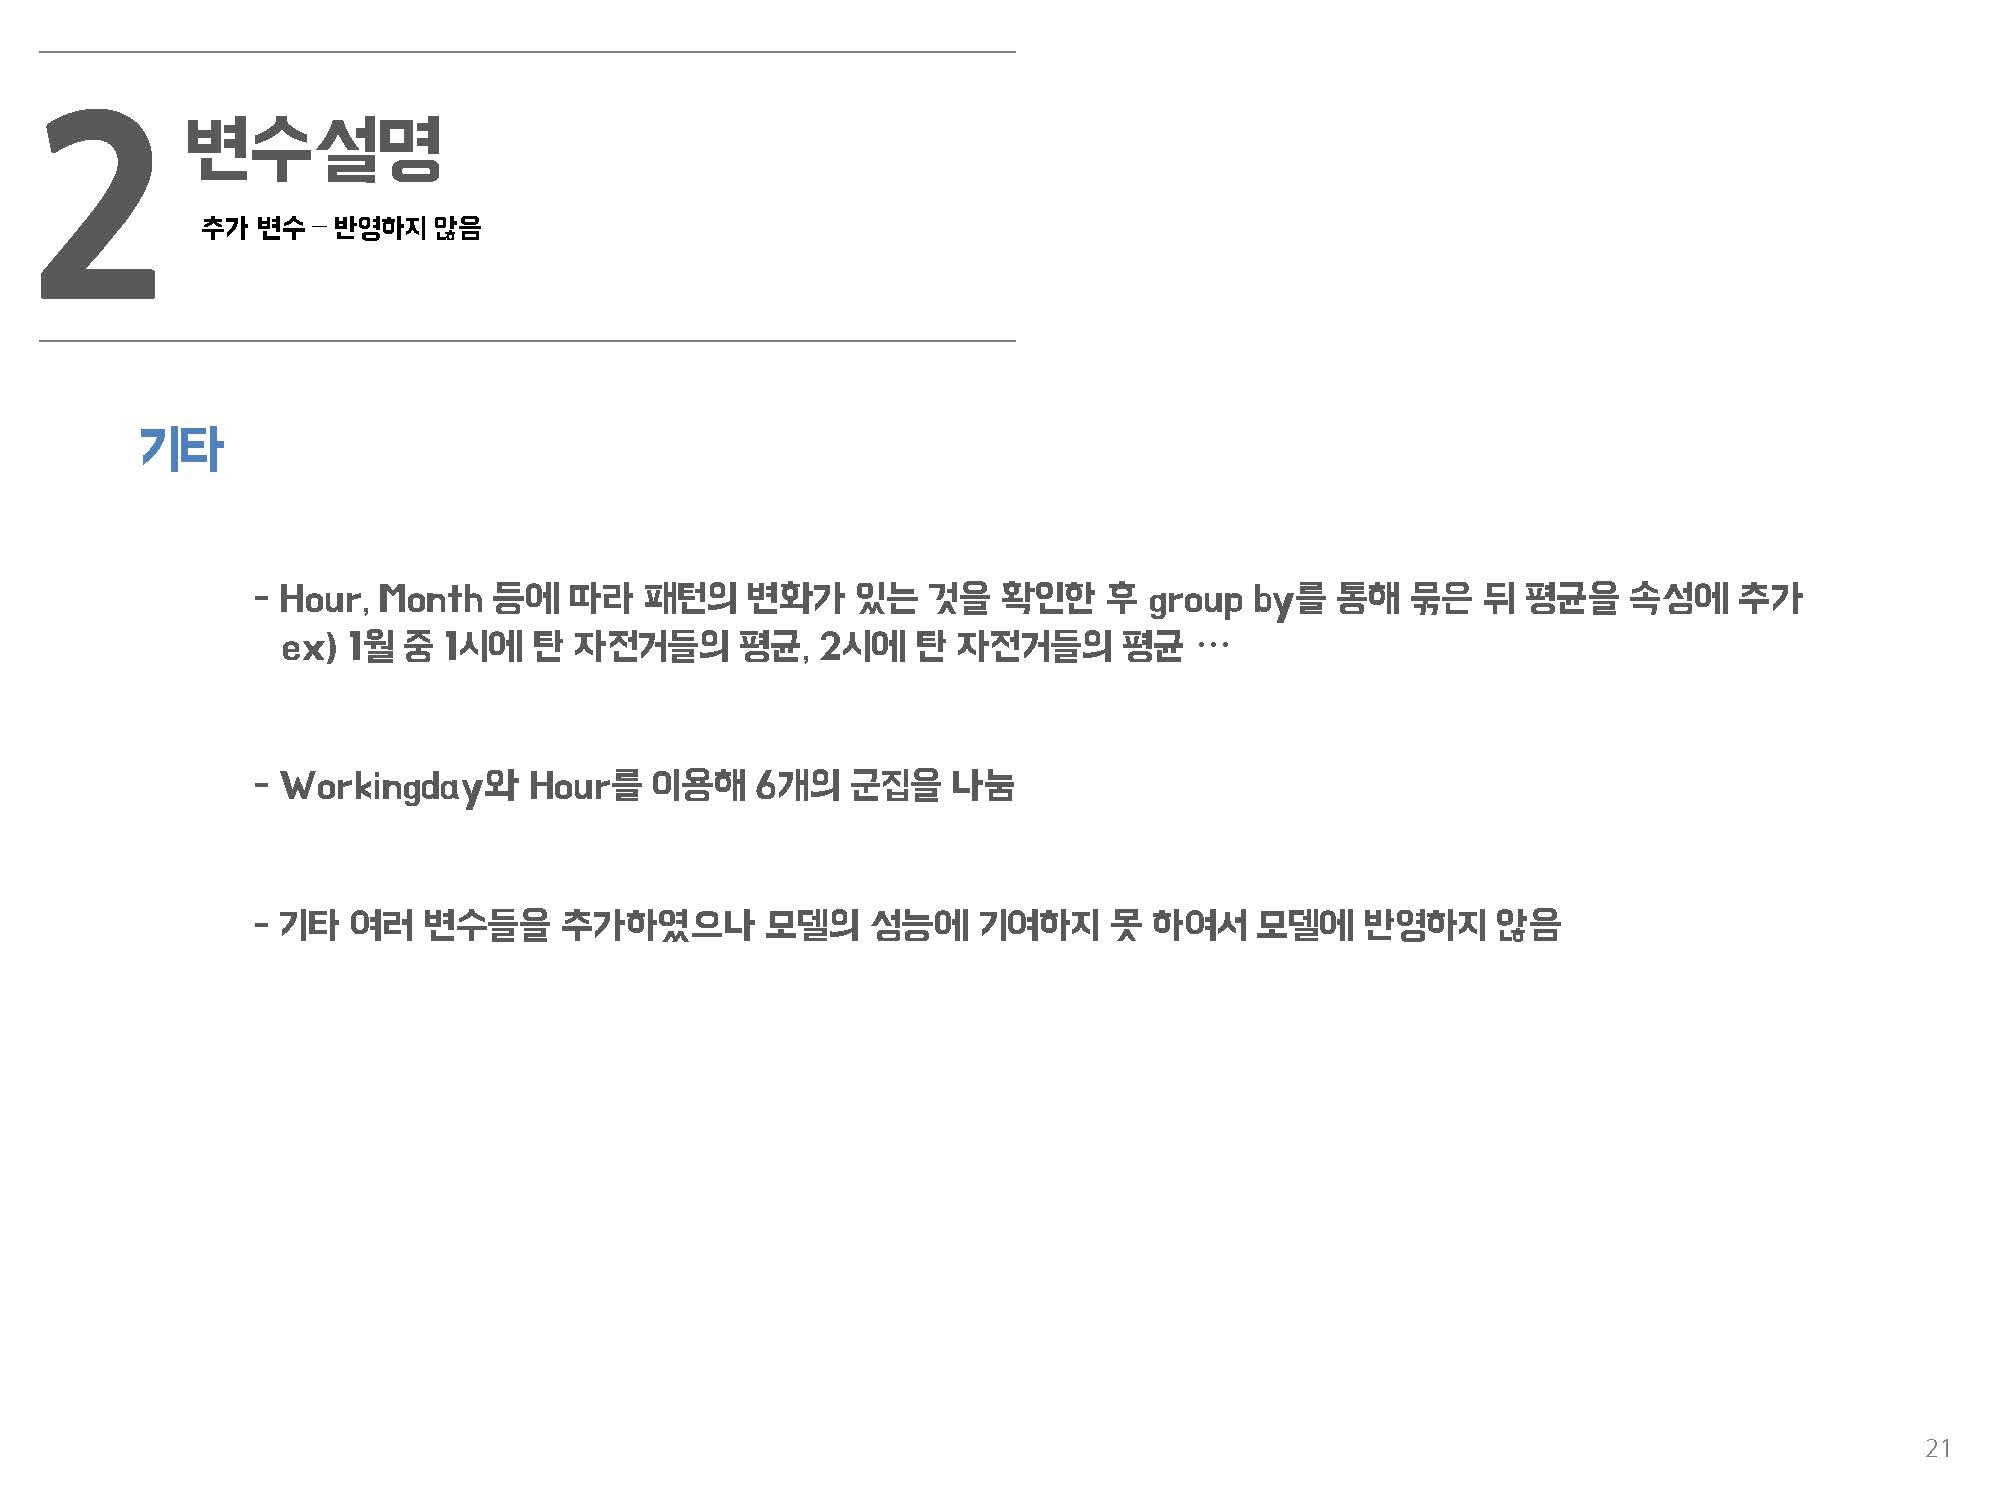 2
변수설명
추가 변수 – 반영하지 않음
기타
- Hour, Month 등에 따라 패턴의 변화가 있는 것을 확인한 후 group by를 통해 묶은 뒤 평균을 속성에 추가
ex) 1월 중 1시에 탄 자전거들의 평균, 2시에 탄 자전거들의 평균 …
- Workingday와 Hour를 이용해 6개의 군집을 나눔
- 기타 여러 변수들을 추가하였으나 모델의 성능에 기여하지 못 하여서 모델에 반영하지 않음
21